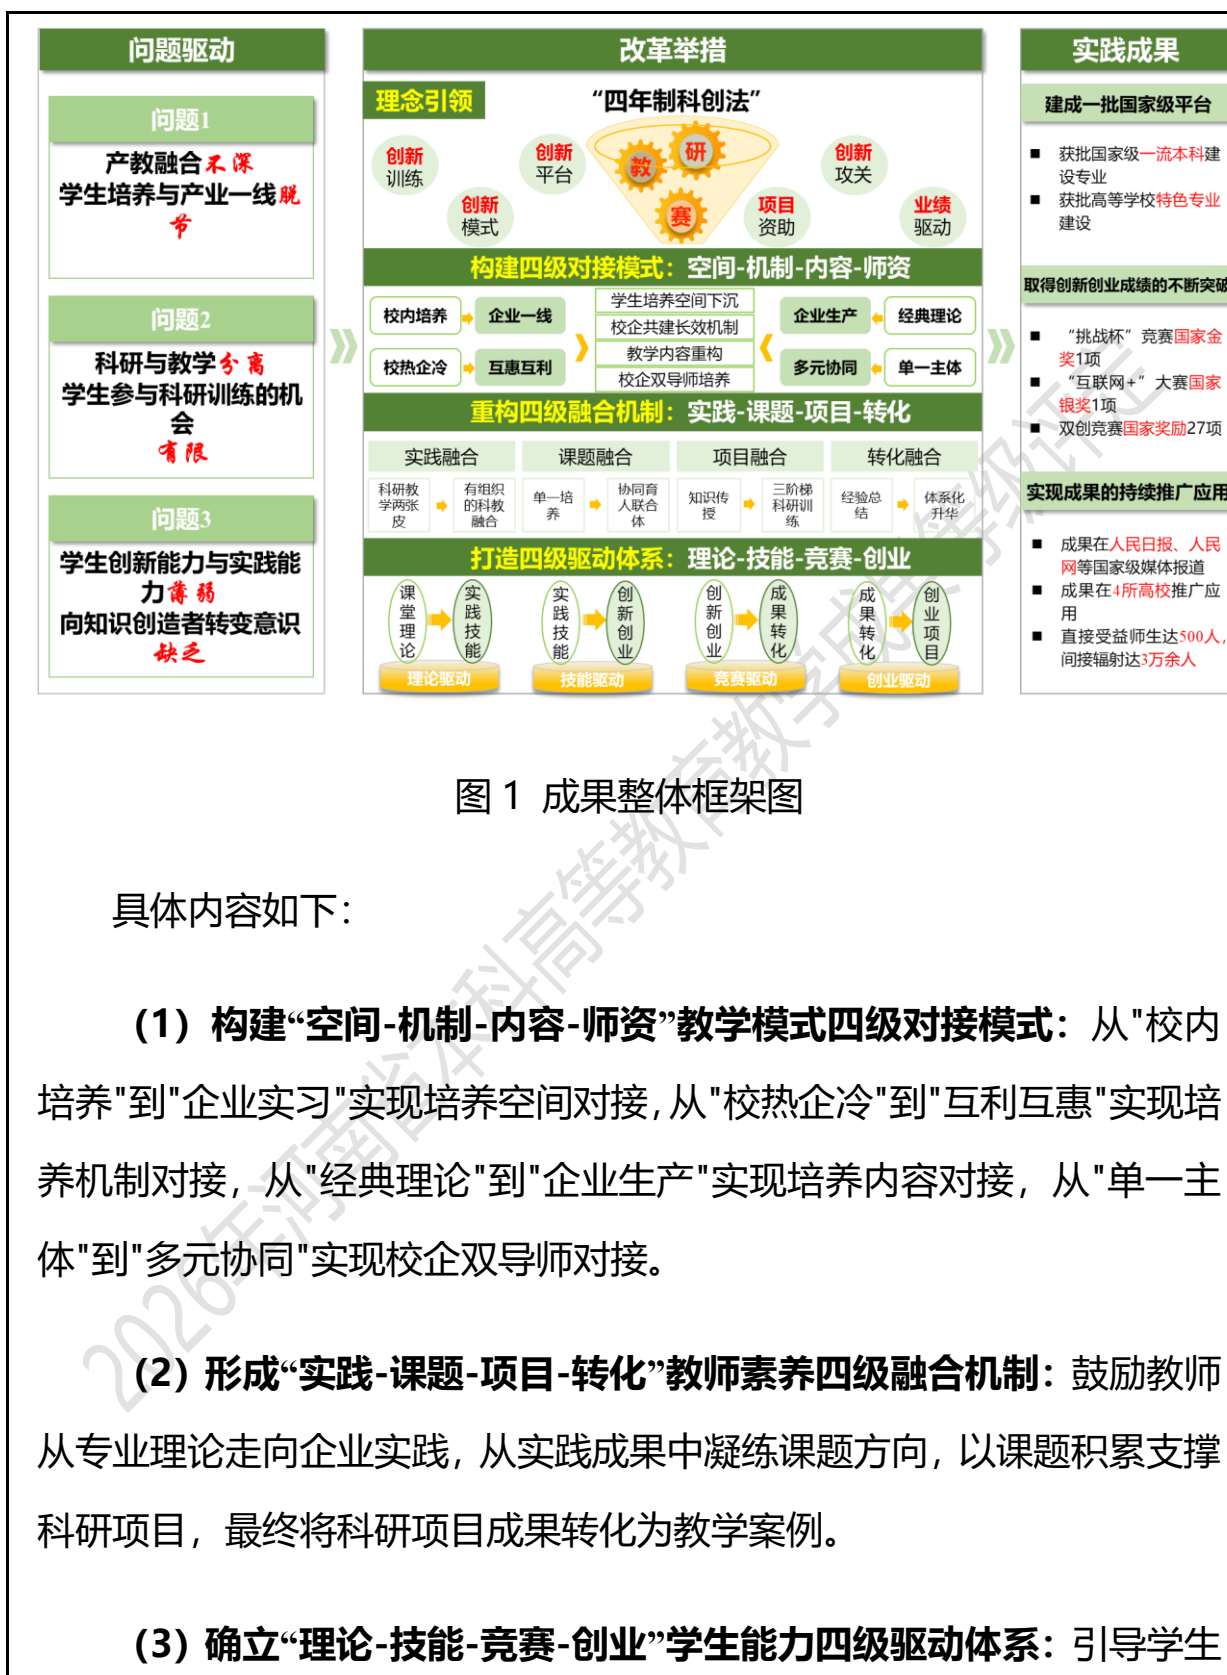 问题驱动
问题1
产教融合不深
学生培养与产业一线脱
节
问题2
科研与教学分离
学生参与科研训练的机
会
有限
问题3
学生创新能力与实践能
力薄弱
向知识创造者转变意识
缺乏
改革举措
理念引领
“四年制科创法”
创新
训练
创新
模式
创新
平台
教
研
赛
项目
资助
创新
攻关
业绩
驱动
构建四级对接模式：空间-机制-内容-师资
校内培养
企业一线
校热企冷
互惠互利
学生培养空间下沉
校企共建长效机制
教学内容重构
校企双导师培养
企业生产
经典理论
多元协同
单一主体
重构四级融合机制：实践-课题-项目-转化
实践融合
课题融合
项目融合
转化融合
科研教
学两张
皮
有组织
的科教
融合
单一培
养
协同育
人联合
体
知识传
授
三阶梯
科研训
练
经验总
结
体系化
升华
打造四级驱动体系：理论-技能-竞赛-创业
课堂理论
实践技能
理论驱动
实践技能
创新创业
技能驱动
创新创业
成果转化
竞赛驱动
成果转化
创业项目
创业驱动
实践成果
建成一批国家级平台
■ 获批国家级一流本科建
设专业
■ 获批高等学校特色专业
建设
取得创新创业成绩的不断突破
■ “挑战杯”竞赛国家金
奖1项
■ “互联网+”大赛国家
银奖1项
■ 双创竞赛国家奖励27项
实现成果的持续推广应用
■ 成果在人民日报、人民
网等国家级媒体报道
■ 成果在4所高校推广应
用
■ 直接受益师生达500人，
间接辐射达3万余人
图 1 成果整体框架图
具体内容如下：
（1）构建“空间-机制-内容-师资”教学模式四级对接模式：从"校内
培养"到"企业实习"实现培养空间对接，从"校热企冷"到"互利互惠"实现培
养机制对接，从"经典理论"到"企业生产"实现培养内容对接，从"单一主
体"到"多元协同"实现校企双导师对接。
（2）形成“实践-课题-项目-转化”教师素养四级融合机制：鼓励教师
从专业理论走向企业实践，从实践成果中凝练课题方向，以课题积累支撑
科研项目，最终将科研项目成果转化为教学案例。
（3）确立“理论-技能-竞赛-创业”学生能力四级驱动体系：引导学生
2026年河南省本科高等教育教学成果等级评定